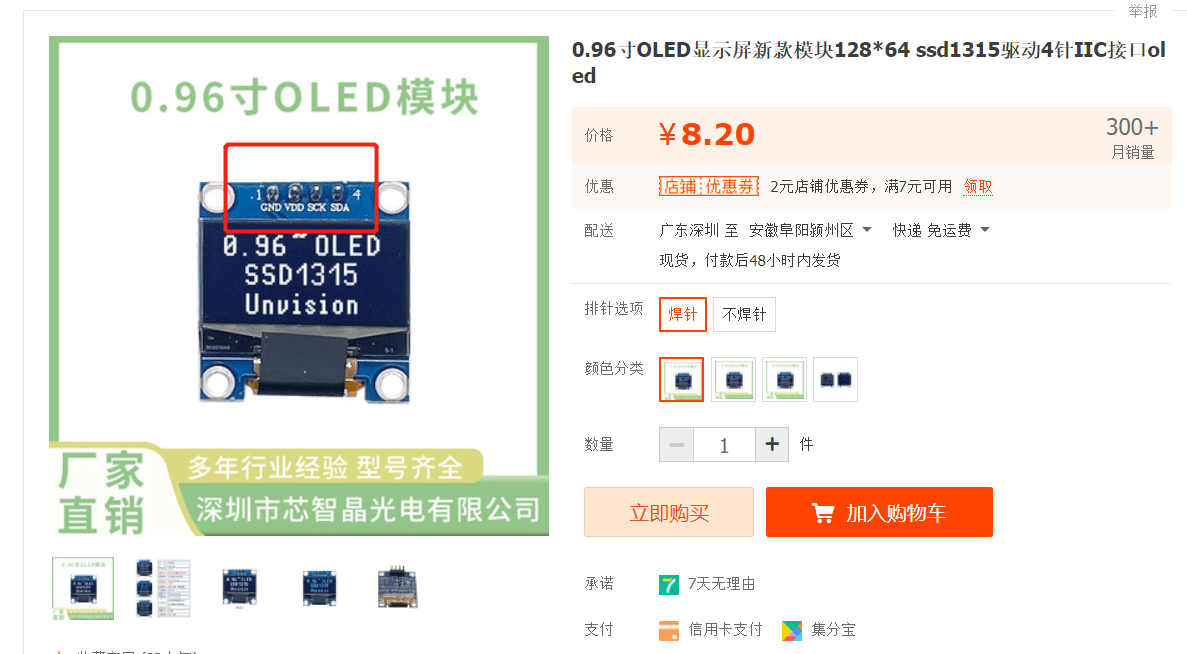 举报
0.96寸OLED模块
.1
4
GND VDD SCK SDA
0.96"OLED
SSD1315
Unvision
厂家
直销
多年行业经验 型号齐全
深圳市芯智晶光电有限公司
0.96寸OLED显示屏新款模块128*64 ssd1315驱动4针IIC接口ol
ed
价格
¥8.20
300+
月销量
优惠
店铺优惠券 2元店铺优惠券，满7元可用 领取
配送
广东深圳 至 安徽阜阳颍州区 快递 免运费
现货，付款后48小时内发货
排针选项
焊针
不焊针
颜色分类
数量
1
件
立即购买
加入购物车
承诺
7天无理由
支付
信用卡支付
集分宝